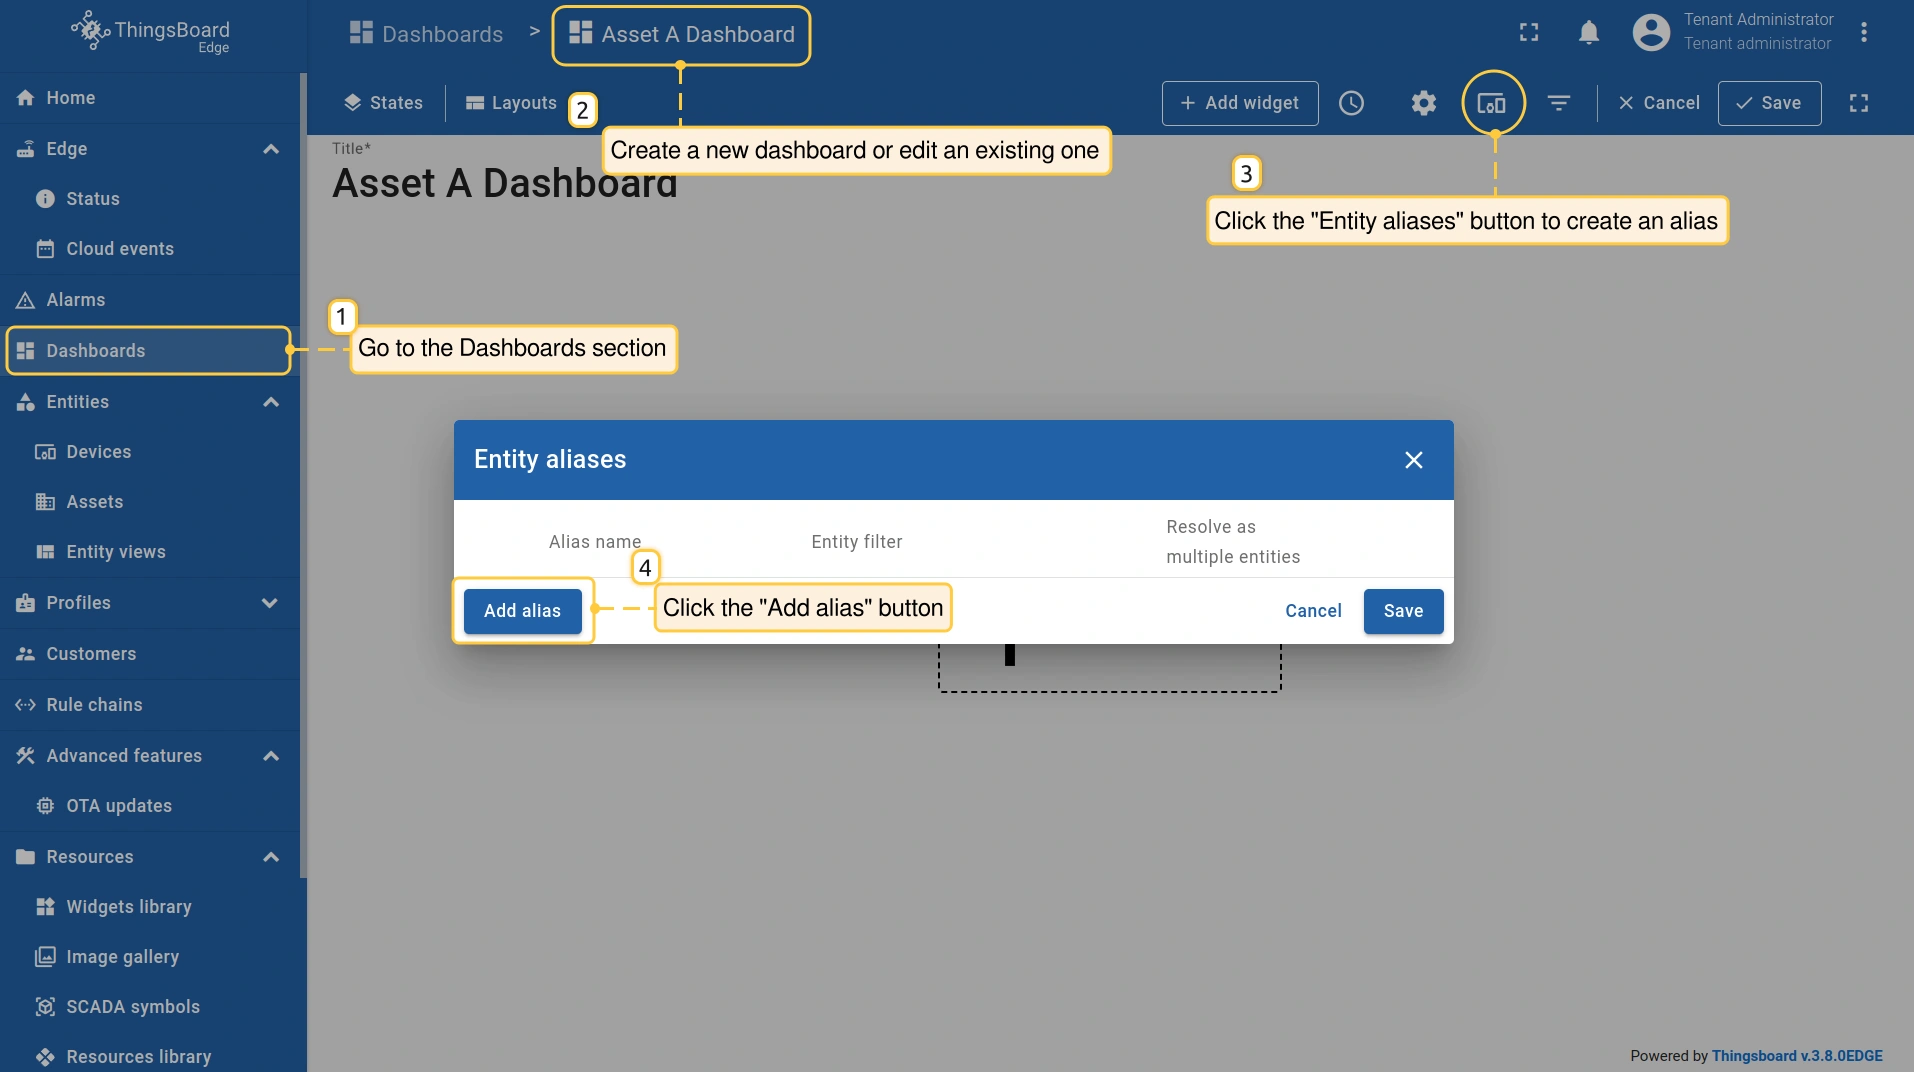 ThingsBoard
Edge
Home
Edge
Status
Cloud events
Alarms
Dashboards
Entities
Devices
Assets
Entity views
Profiles
Customers
Rule chains
Advanced features
OTA updates
Resources
Widgets library
Image gallery
SCADA symbols
Resources library
Dashboards > Asset A Dashboard
Tenant Administrator
Tenant administrator
States
Layouts
+ Add widget
Cancel
Save
2
Create a new dashboard or edit an existing one
Title*
Asset A Dashboard
3
Click the "Entity aliases" button to create an alias
1
Go to the Dashboards section
Entity aliases
Alias name
Entity filter
Resolve as
multiple entities
4
Add alias
Click the "Add alias" button
Cancel
Save
Powered by Thingsboard v.3.8.0EDGE